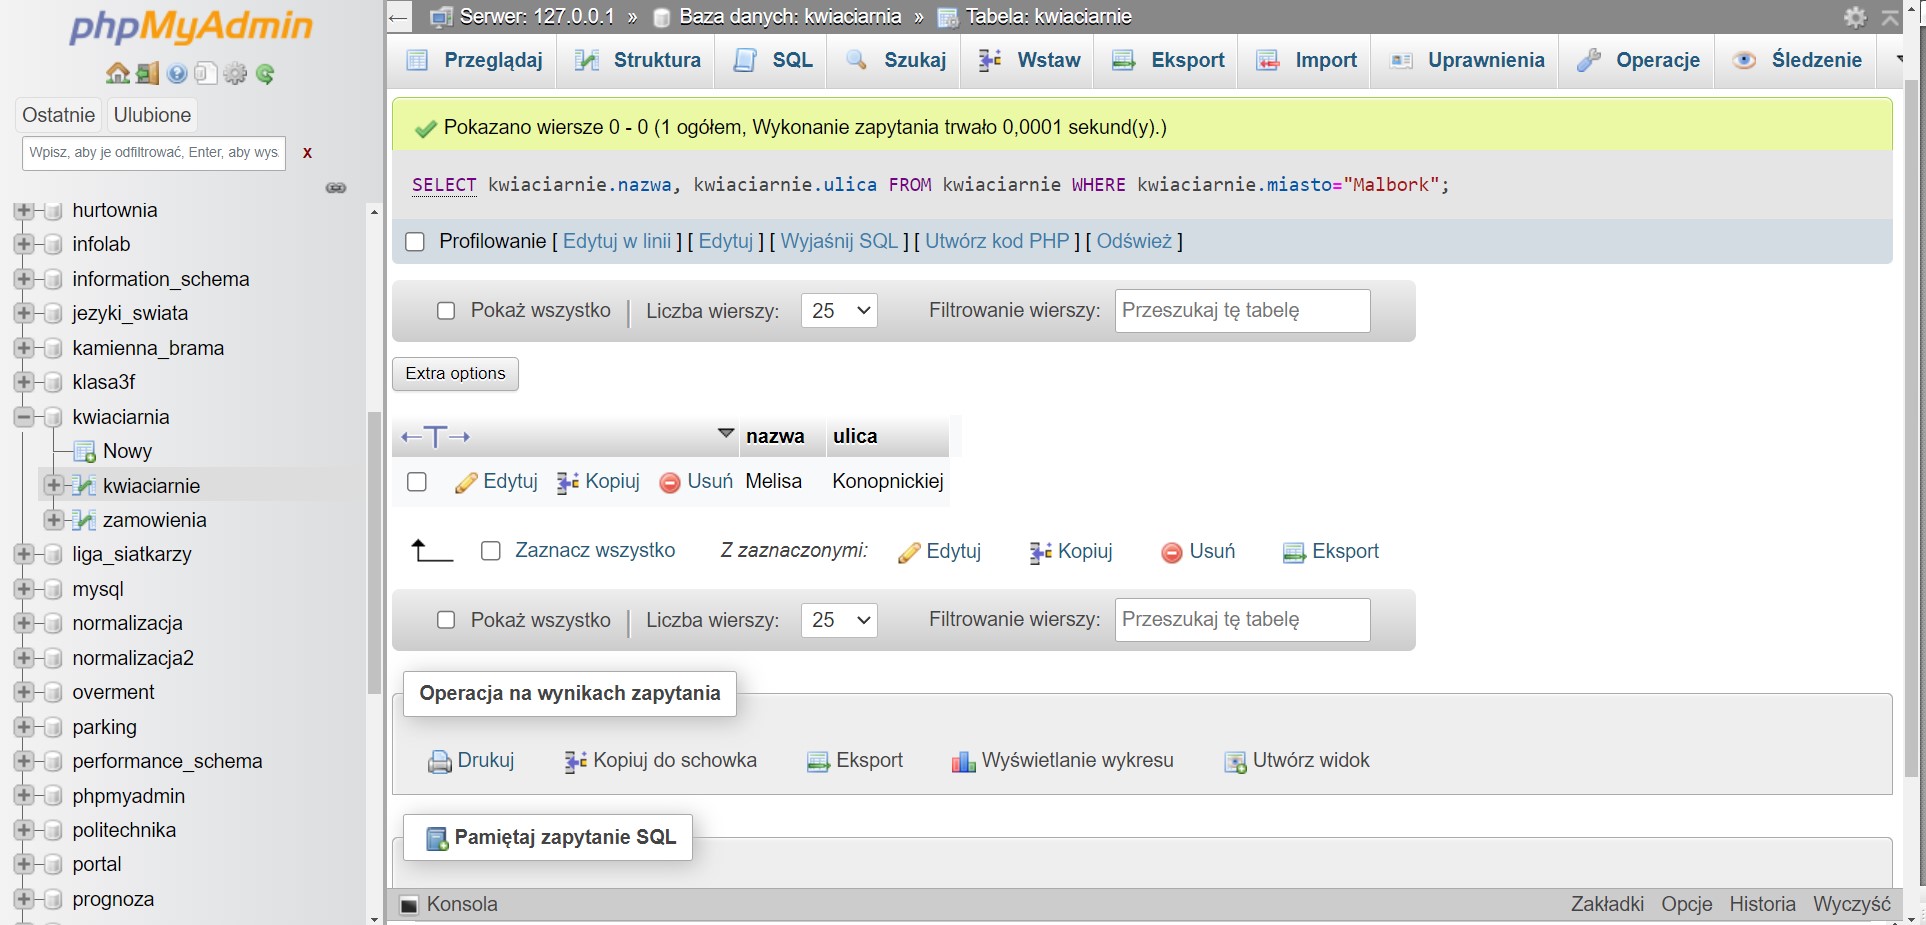 phpMyAdmin
Ostatnie Ulubione
Wpisz, aby je odfiltrować, Enter, aby wys
X
hurtownia
infolab
information_schema
jezyki_swiata
kamienna_brama
klasa3f
kwiaciarnia
Nowy
kwiaciarnie
zamowienia
liga_siatkarzy
mysql
normalizacja
normalizacja2
overment
parking
performance_schema
phpmyadmin
politechnika
portal
prognoza
Serwer: 127.0.0.1 » Baza danych: kwiaciarnia » Tabela: kwiaciarnie
Przeglądaj Struktura SQL Szukaj Wstaw Eksport Import Uprawnienia Operacje Śledzenie
Pokazano wiersze 0 - 0 (1 ogółem, Wykonanie zapytania trwało 0,0001 sekund(y).)
SELECT kwiaciarnie.nazwa, kwiaciarnie.ulica FROM kwiaciarnie WHERE kwiaciarnie.miasto="Malbork";
Profilowanie [ Edytuj w linii ] [ Edytuj ] [ Wyjaśnij SQL ] [ Utwórz kod PHP ] [ Odśwież ]
Pokaż wszystko | Liczba wierszy: 25 Filtrowanie wierszy: Przeszukaj tę tabelę
Extra options
←T→ nazwa ulica
Edytuj Kopiuj Usuń Melisa Konopnickiej
Zaznacz wszystko Z zaznaczonymi: Edytuj Kopiuj Usuń Eksport
Pokaż wszystko | Liczba wierszy: 25 Filtrowanie wierszy: Przeszukaj tę tabelę
Operacja na wynikach zapytania
Drukuj Kopiuj do schowka Eksport Wyświetlanie wykresu Utwórz widok
Pamiętaj zapytanie SQL
Konsola Zakładki Opcje Historia Wyczyść